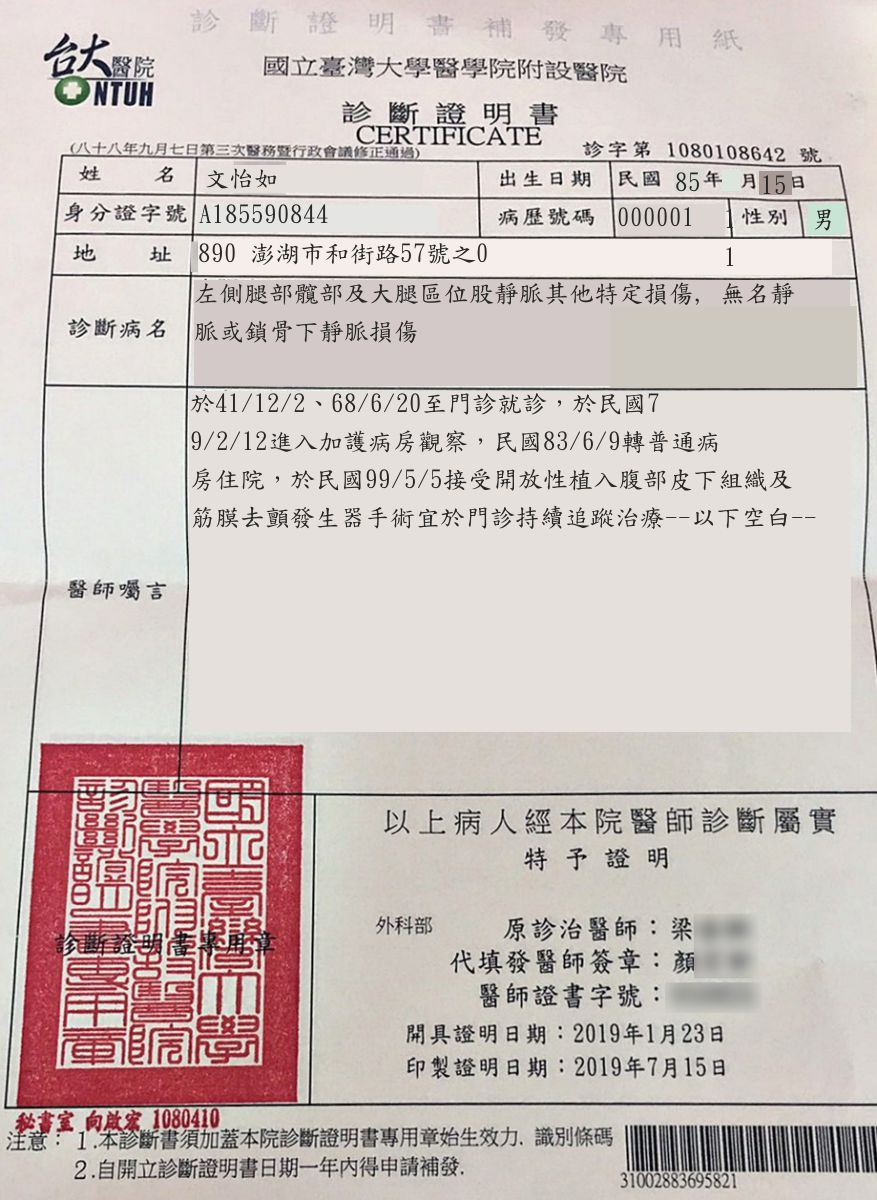 診斷證明書補發專用紙
台大醫院
NTUH
國立臺灣大學醫學院附設醫院
診斷證明書
CERTIFICATE
(八十八年九月七日第三次醫務暨行政會議修正通過)
診字第 1080108642 號
姓名 文怡如 出生日期 民國 85年 月15日
身分證字號 A185590844 病歷號碼 000001 1 性別 男
地址 890 澎湖市和街路57號之0 1
診斷病名 左側腿部髖部及大腿區位股靜脈其他特定損傷, 無名靜
脈或鎖骨下靜脈損傷
醫師囑言
於41/12/2、68/6/20至門診就診，於民國7
9/2/12進入加護病房觀察，民國83/6/9轉普通病
房住院，於民國99/5/5接受開放性植入腹部皮下組織及
筋膜去顫發生器手術宜於門診持續追蹤治療--以下空白--
國立臺灣大學
醫學院附設醫院
診斷證明書專用章
診斷證明書專用章
以上病人經本院醫師診斷屬實
特予證明
外科部 原診治醫師：梁
代填發醫師簽章：顏
醫師證書字號：
開具證明日期：2019年1月23日
印製證明日期：2019年7月15日
秘書室 向啟宏 1080410
注意：1.本診斷書須加蓋本院診斷證明書專用章始生效力. 識別條碼
2.自開立診斷證明書日期一年內得申請補發.
31002883695821